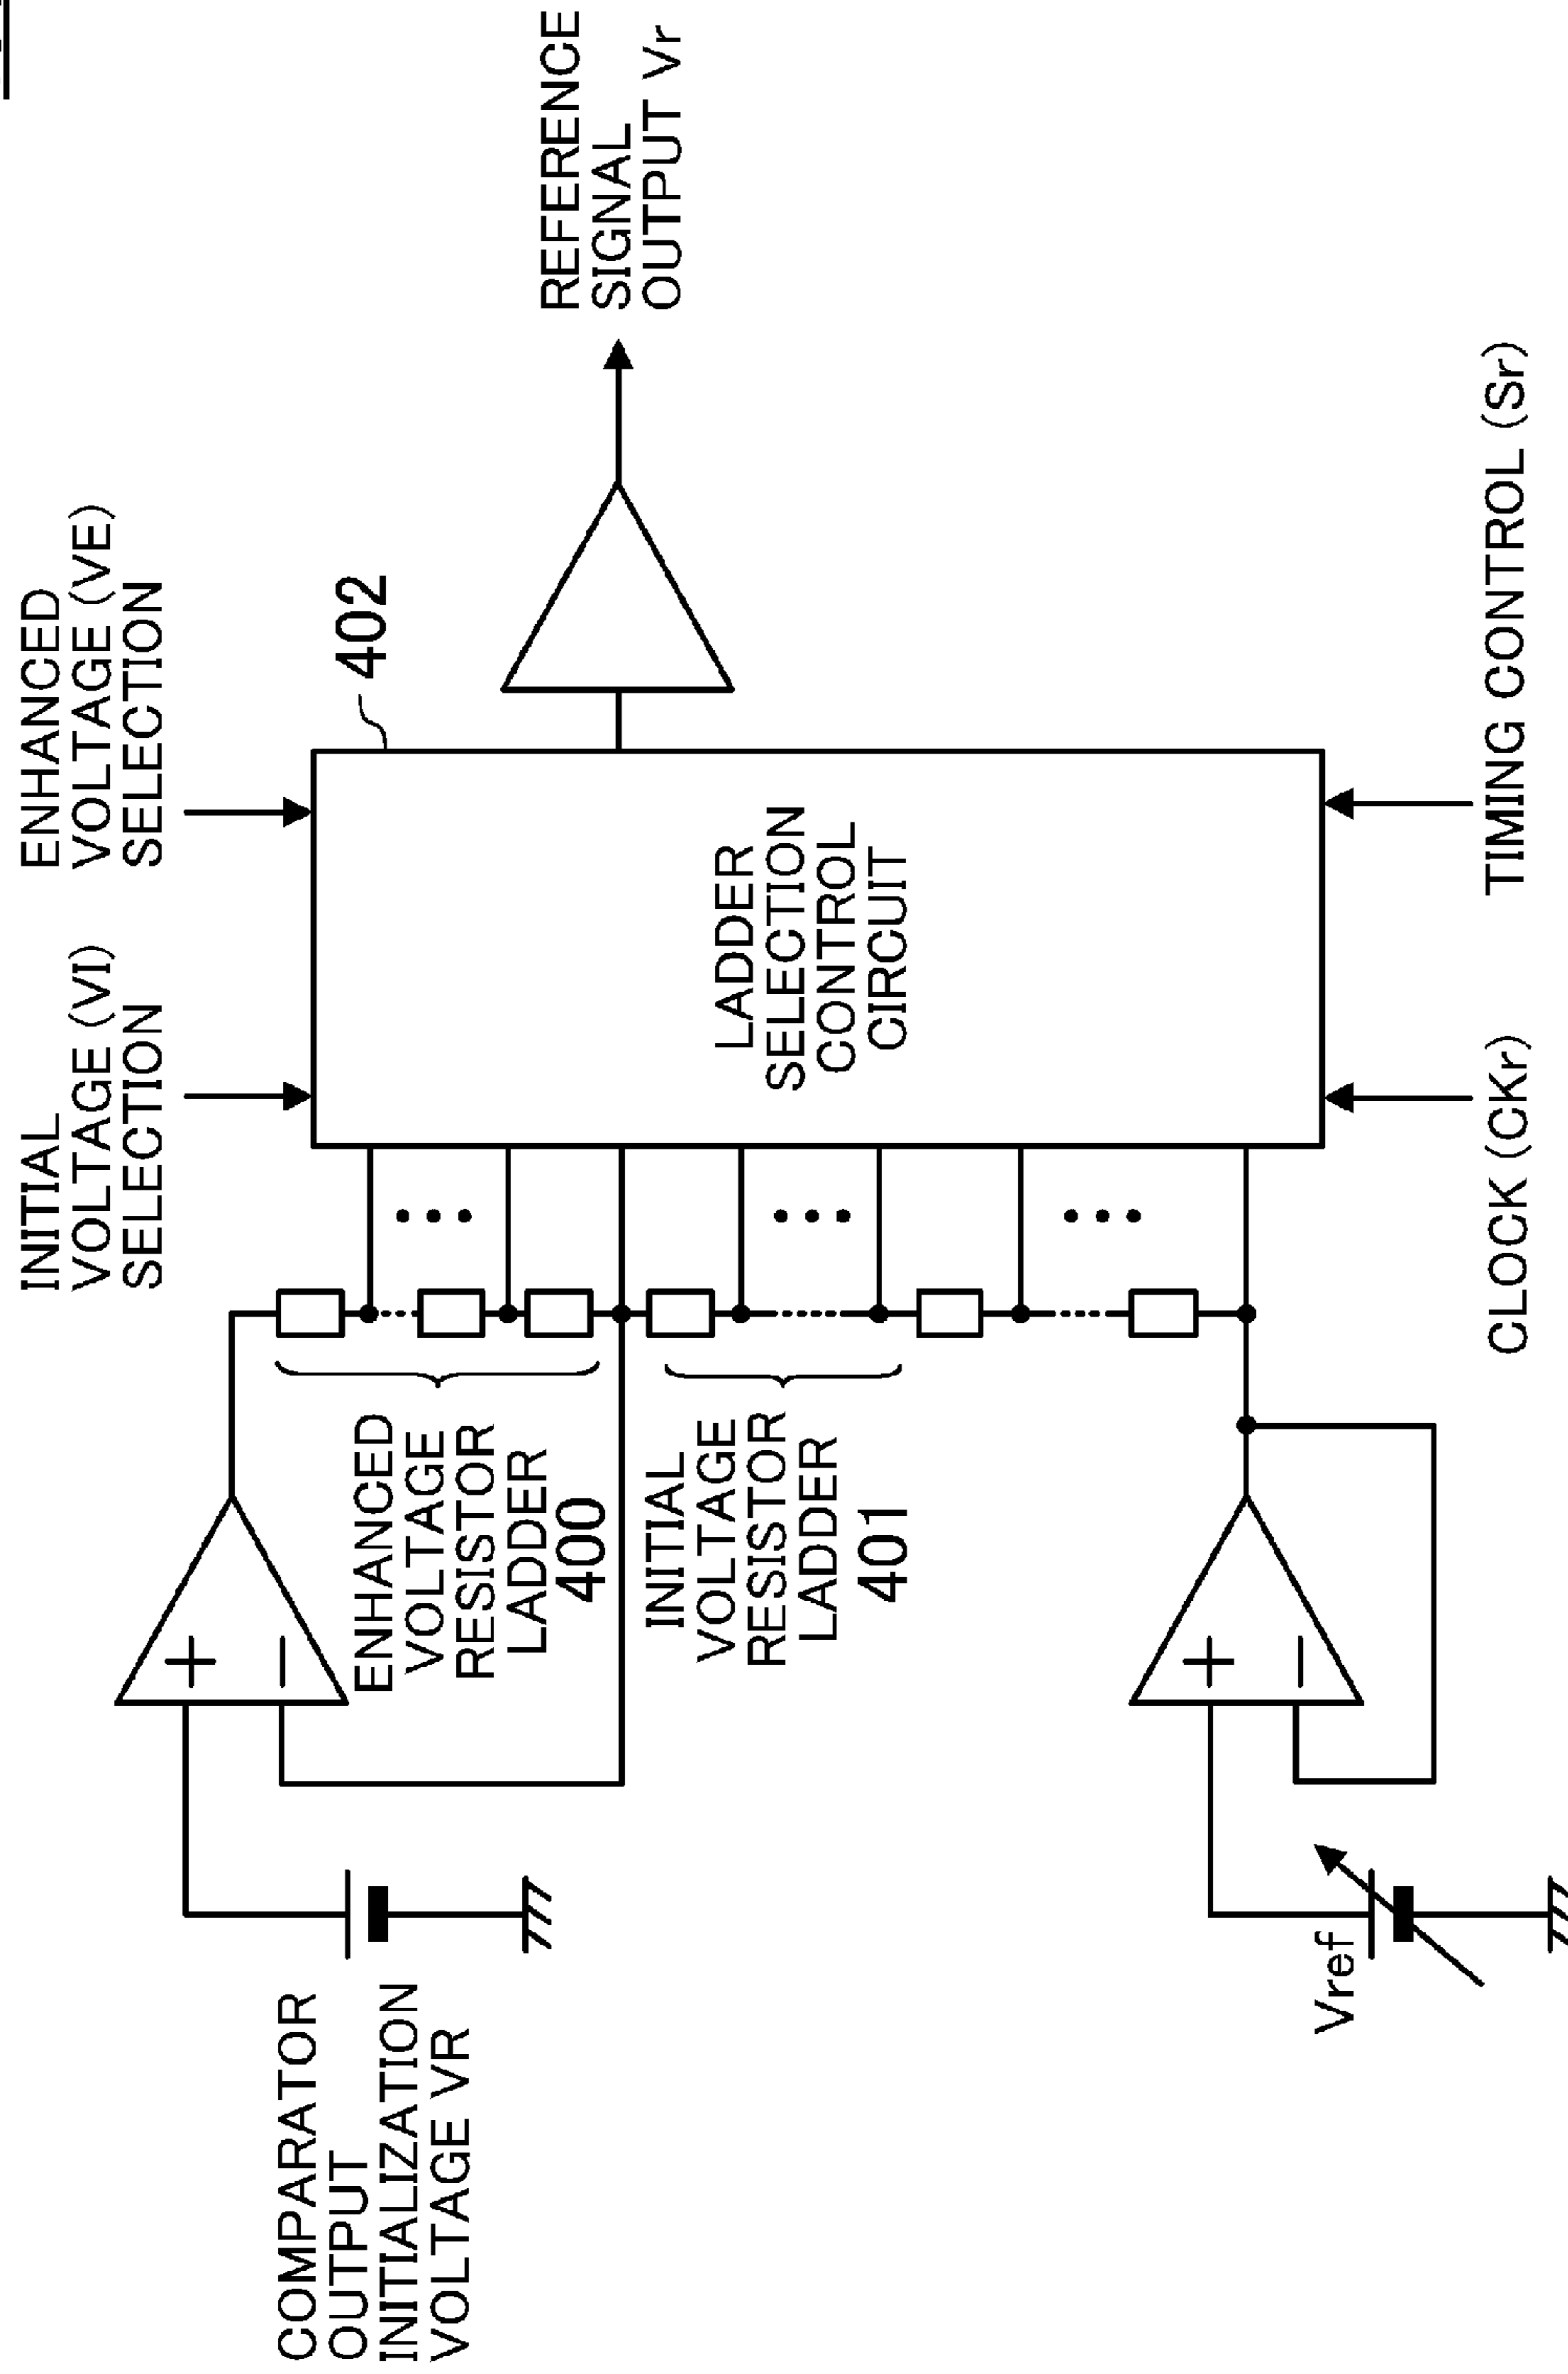 INITIAL
VOLTAGE (VI)
SELECTION
ENHANCED
VOLTAGE (VE)
SELECTION
402
REFERENCE
SIGNAL
OUTPUT Vr
COMPARATOR
OUTPUT
INITIALIZATION
VOLTAGE VR
+
−
ENHANCED
VOLTAGE
RESISTOR
LADDER
400
INITIAL
VOLTAGE
RESISTOR
LADDER
401
LADDER
SELECTION
CONTROL
CIRCUIT
Vref
+
−
CLOCK (CKr)
TIMING CONTROL (Sr)